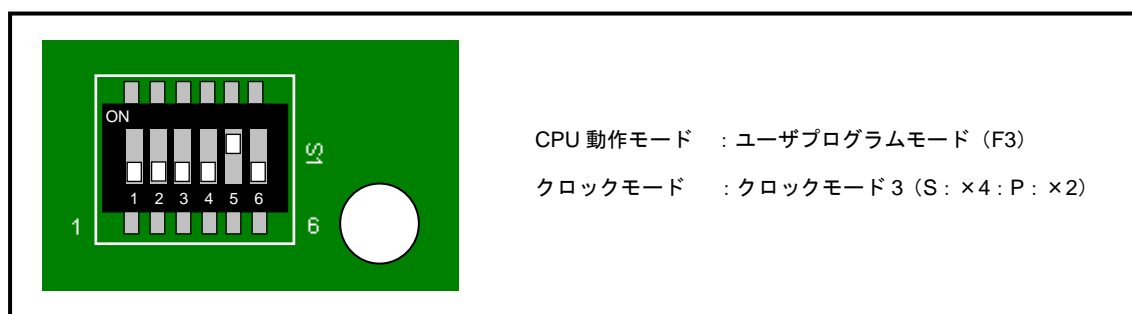 ON
1 2 3 4 5 6
S1
1
6
CPU 動作モード :ユーザプログラムモード(F3)
クロックモード :クロックモード 3(S:×4:P:×2)